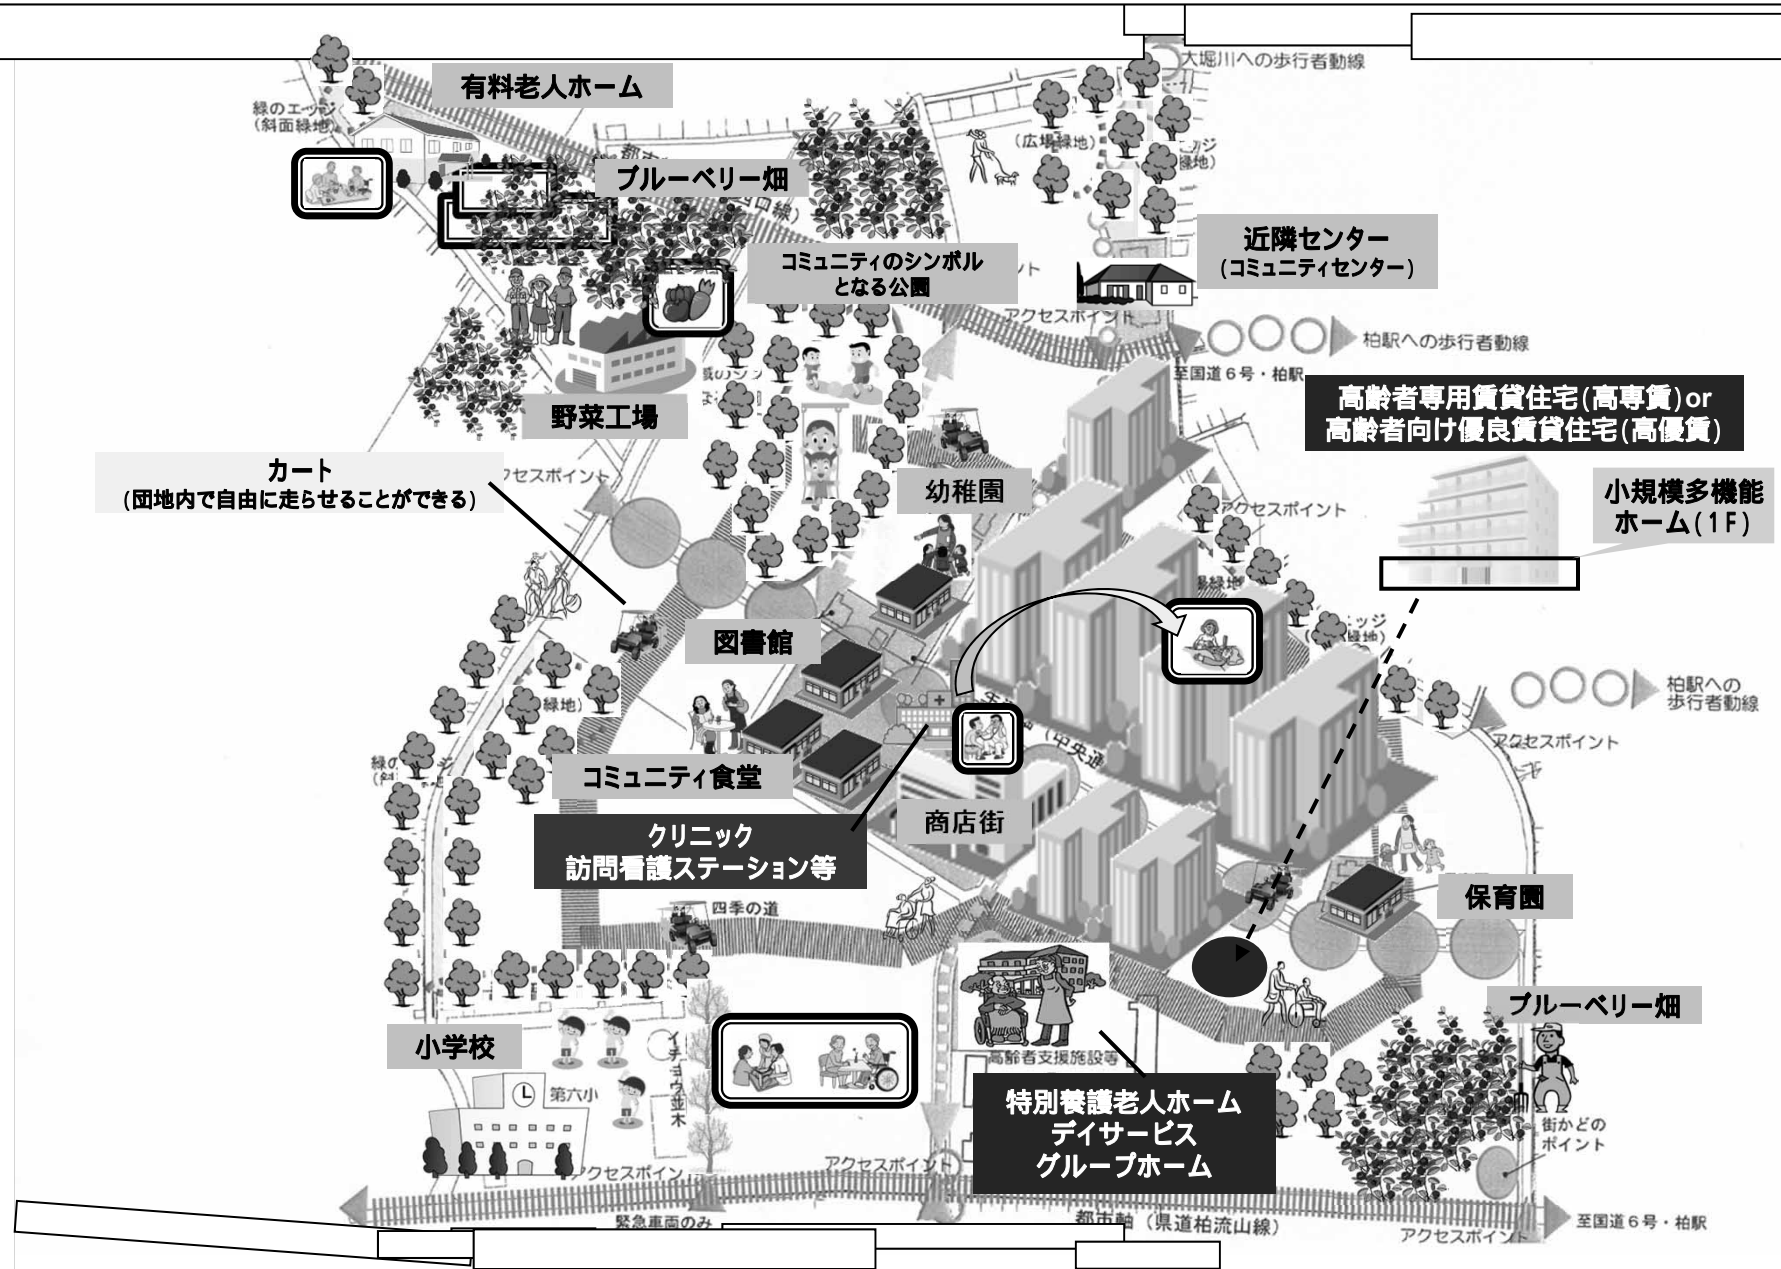 大堀川への歩行者動線
有料老人ホーム
緑のエッジ
(斜面緑地)
(広場緑地)
ブルーベリー畑
近隣センター
(コミュニティセンター)
コミュニティのシンボル
となる公園
アクセスポイント
柏駅への歩行者動線
至国道6号・柏駅
高齢者専用賃貸住宅(高専賃)or
高齢者向け優良賃貸住宅(高優賃)
野菜工場
カート
(団地内で自由に走らせることができる)
クセスポイント
幼稚園
小規模多機能
ホーム(1F)
アクセスポイント
図書館
緑地)
柏駅への
歩行者動線
アクセスポイント
(中央通
コミュニティ食堂
商店街
クリニック
訪問看護ステーション等
保育園
四季の道
ブルーベリー畑
小学校
イチョウ並木
第六小
高齢者支援施設等
特別養護老人ホーム
デイサービス
グループホーム
街かどの
ポイント
アクセスポイン
アクセスポイント
緊急車両のみ
都市軸(県道柏流山線)
アクセスポイント
至国道6号・柏駅